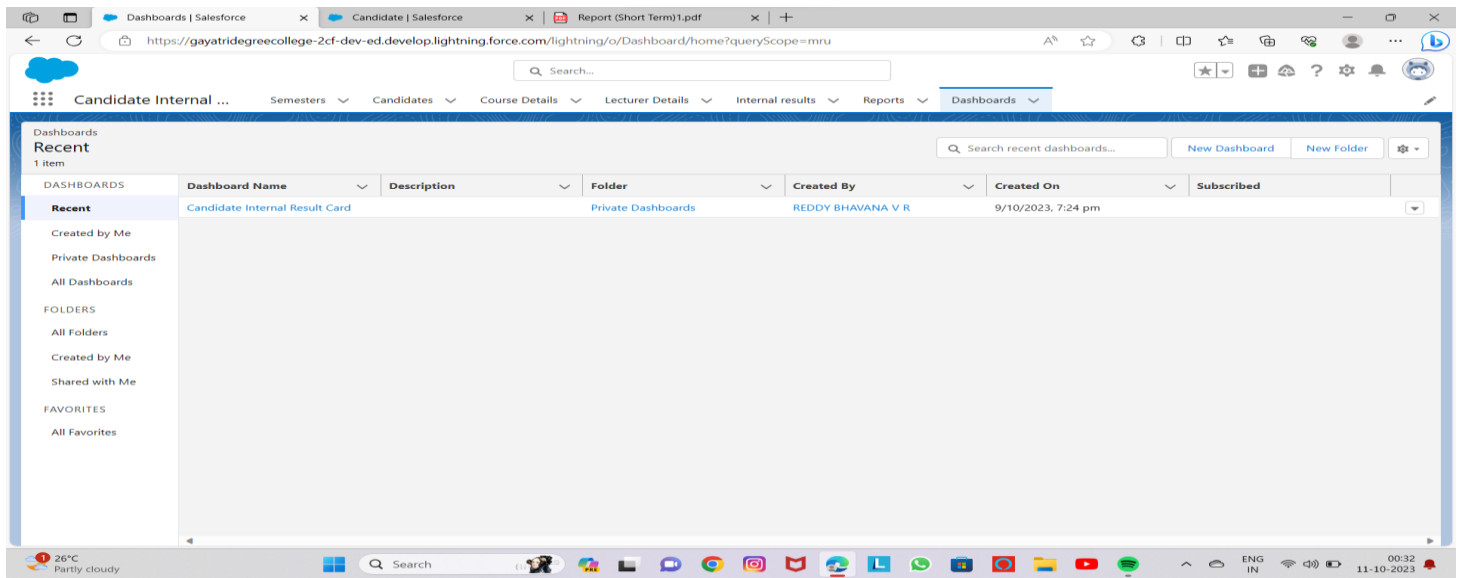 Dashboards | Salesforce
Candidate | Salesforce
Report (Short Term)1.pdf
https://gayatridegreecollege-2cf-dev-ed.develop.lightning.force.com/lightning/o/Dashboard/home?queryScope=mru
Search...
Candidate Internal ... Semesters Candidates Course Details Lecturer Details Internal results Reports Dashboards
Dashboards
Recent
1 item
Search recent dashboards...
New Dashboard New Folder
DASHBOARDS
Recent
Created by Me
Private Dashboards
All Dashboards
FOLDERS
All Folders
Created by Me
Shared with Me
FAVORITES
All Favorites
Dashboard Name Description Folder Created By Created On Subscribed
Candidate Internal Result Card Private Dashboards REDDY BHAVANA V R 9/10/2023, 7:24 pm
1
26°C
Partly cloudy
Search
L
ENG
IN
00:32
11-10-2023